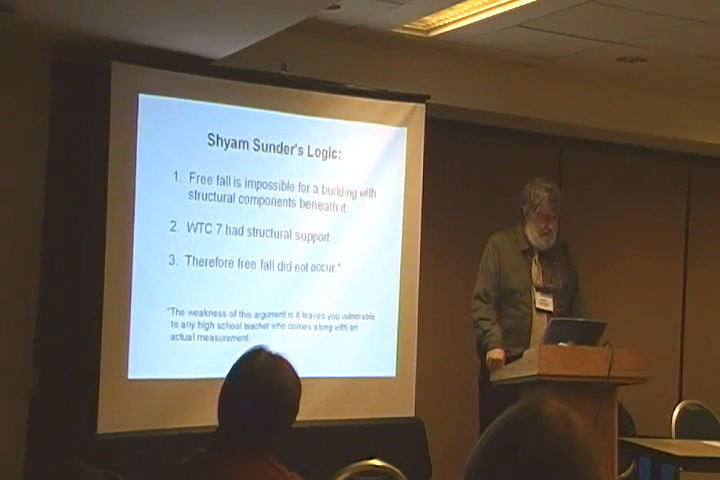 Shyam Sunder's Logic:
1. Free fall is impossible for a building with
structural components beneath it.
2. WTC 7 had structural support.
3. Therefore free fall did not occur.*
*The weakness of this argument is it leaves you vulnerable
to any high school teacher who comes along with an
actual measurement.